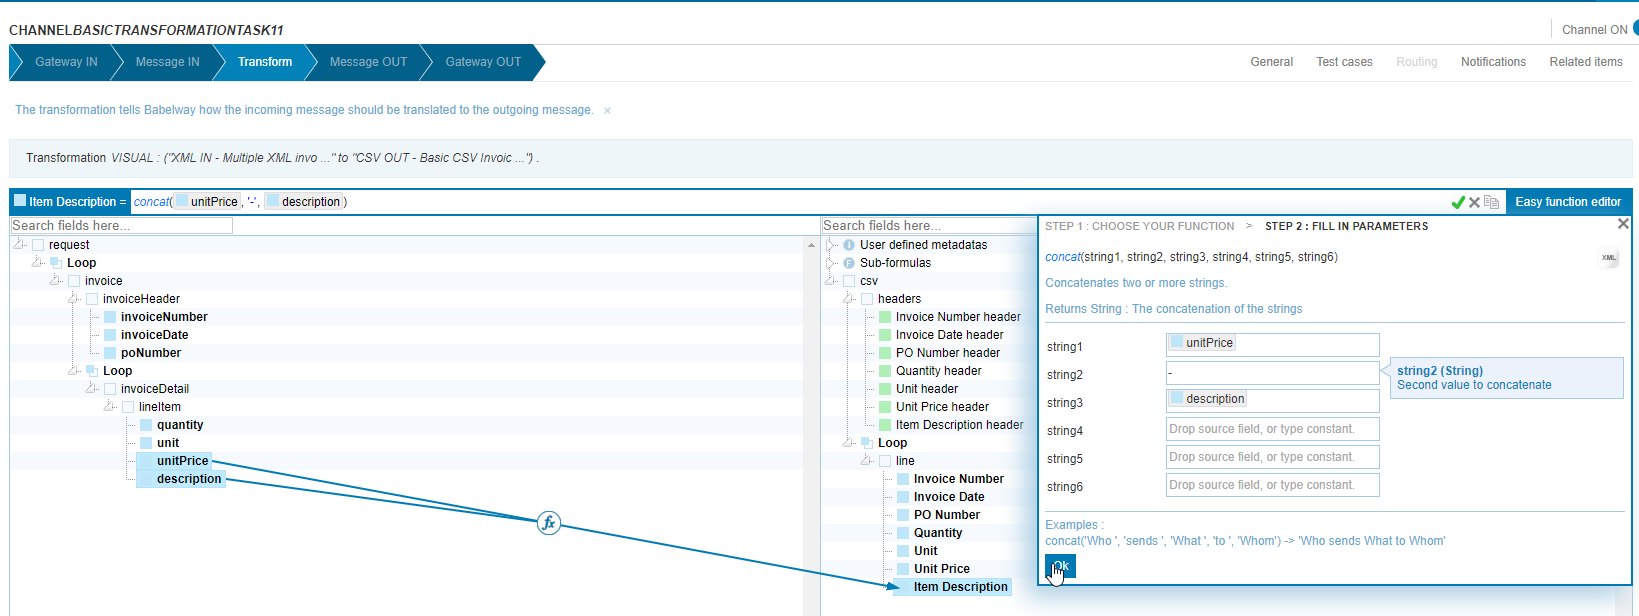 CHANNELBASICTRANSFORMATIONTASK11
Channel ON
Gateway IN
Message IN
Transform
Message OUT
Gateway OUT
General
Test cases
Routing
Notifications
Related items
The transformation tells Babelway how the incoming message should be translated to the outgoing message. ×
Transformation VISUAL : ("XML IN - Multiple XML invo ..." to "CSV OUT - Basic CSV Invoic ...") .
Item Description = concat( unitPrice, '-', description )
Easy function editor
Search fields here...
request
Loop
invoice
invoiceHeader
invoiceNumber
invoiceDate
poNumber
Loop
invoiceDetail
lineItem
quantity
unit
unitPrice
description
fx
Search fields here...
User defined metadatas
Sub-formulas
csv
headers
Invoice Number header
Invoice Date header
PO Number header
Quantity header
Unit header
Unit Price header
Item Description header
Loop
line
Invoice Number
Invoice Date
PO Number
Quantity
Unit
Unit Price
Item Description
STEP 1 : CHOOSE YOUR FUNCTION > STEP 2 : FILL IN PARAMETERS
concat(string1, string2, string3, string4, string5, string6)
XML
Concatenates two or more strings.
Returns String : The concatenation of the strings
string1 unitPrice
string2 -
string2 (String)
Second value to concatenate
string3 description
string4 Drop source field, or type constant.
string5 Drop source field, or type constant.
string6 Drop source field, or type constant.
Examples :
concat('Who ', 'sends ', 'What ', 'to ', 'Whom') -> 'Who sends What to Whom'
Ok